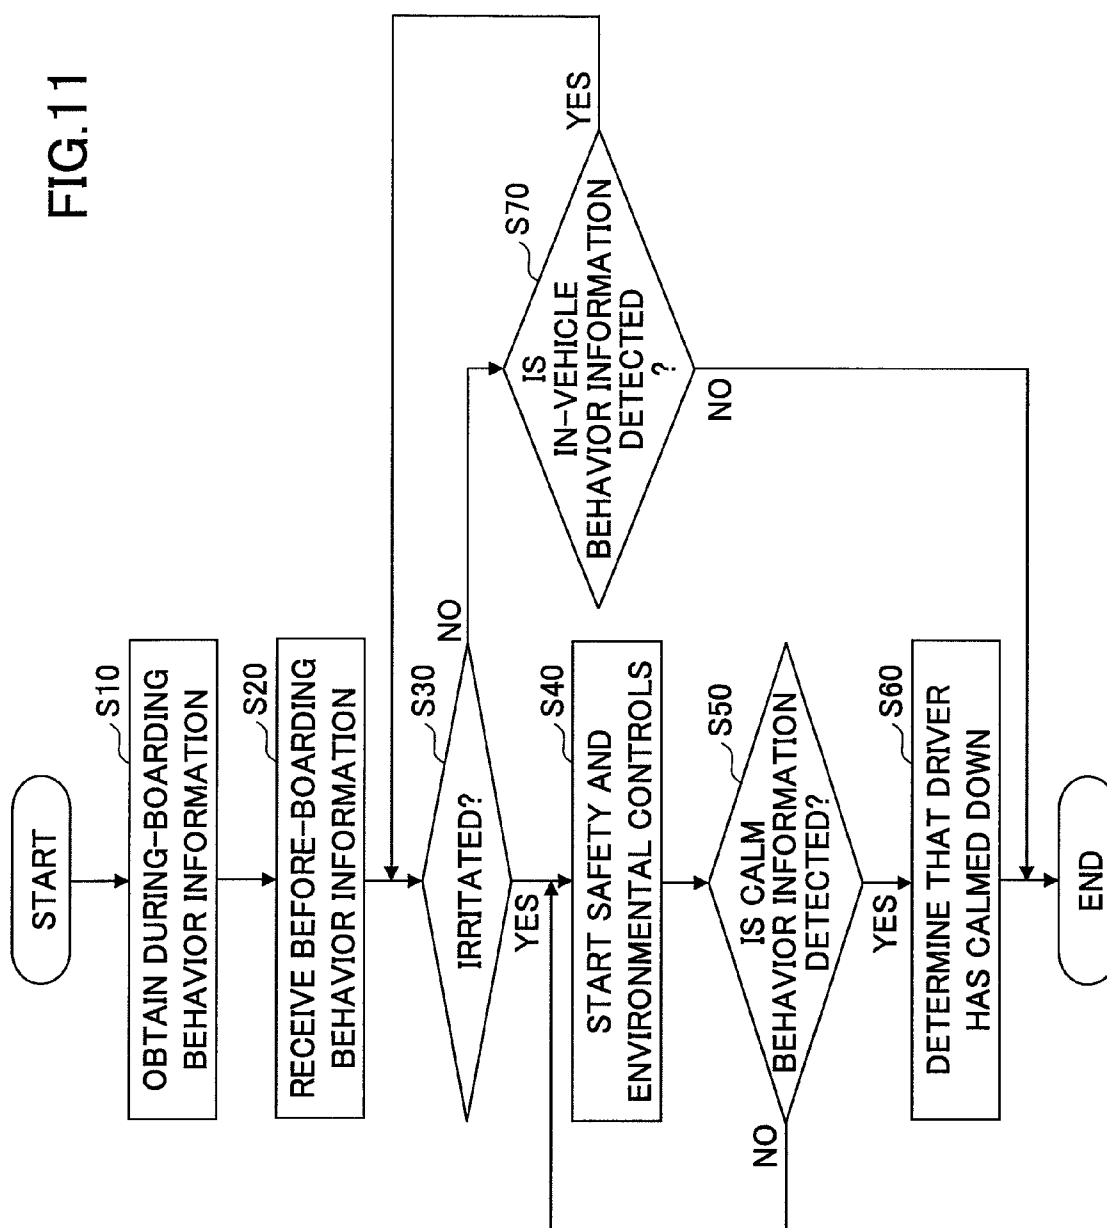 FIG.11
START
S10
OBTAIN DURING-BOARDING
BEHAVIOR INFORMATION
S20
RECEIVE BEFORE-BOARDING
BEHAVIOR INFORMATION
S30
IRRITATED?
NO
YES
S70
IS
IN-VEHICLE
BEHAVIOR INFORMATION
DETECTED
?
YES
NO
S40
START SAFETY AND
ENVIRONMENTAL CONTROLS
S50
IS CALM
BEHAVIOR INFORMATION
DETECTED?
NO
YES
S60
DETERMINE THAT DRIVER
HAS CALMED DOWN
END